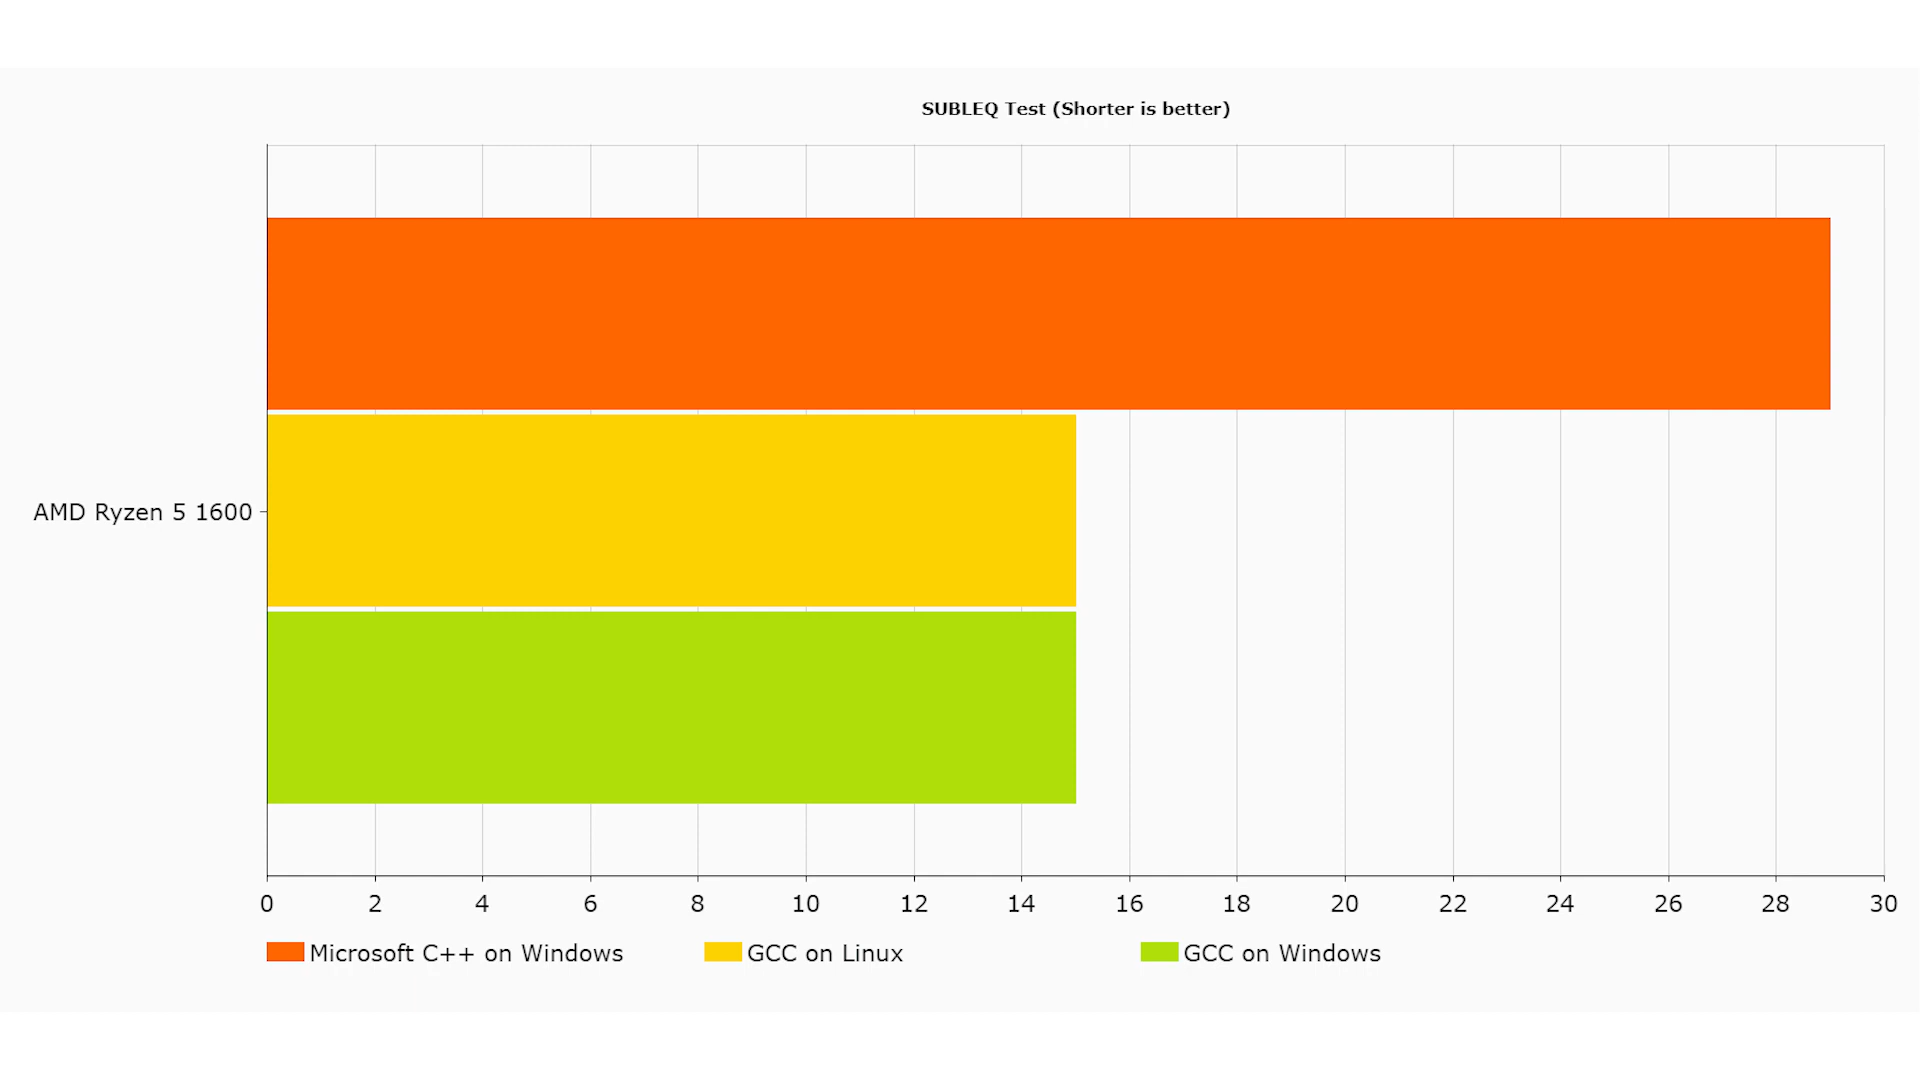 SUBLEQ Test (Shorter is better)
AMD Ryzen 5 1600
0 2 4 6 8 10 12 14 16 18 20 22 24 26 28 30
Microsoft C++ on Windows GCC on Linux GCC on Windows